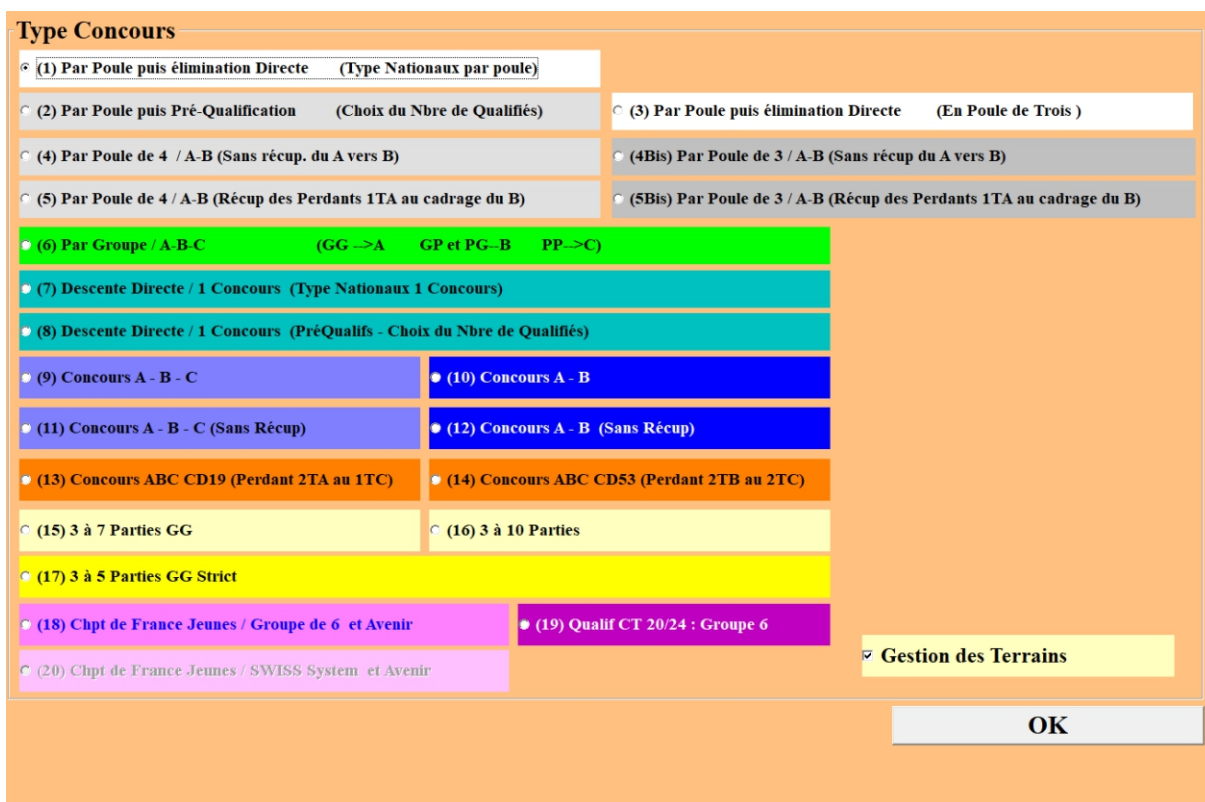 Type Concours
(1) Par Poule puis élimination Directe (Type Nationaux par poule)
(2) Par Poule puis Pré-Qualification (Choix du Nbre de Qualifiés)
(3) Par Poule puis élimination Directe (En Poule de Trois )
(4) Par Poule de 4 / A-B (Sans récup. du A vers B)
(4Bis) Par Poule de 3 / A-B (Sans récup du A vers B)
(5) Par Poule de 4 / A-B (Récup des Perdants 1TA au cadrage du B)
(5Bis) Par Poule de 3 / A-B (Récup des Perdants 1TA au cadrage du B)
(6) Par Groupe / A-B-C (GG -->A GP et PG--B PP-->C)
(7) Descente Directe / 1 Concours (Type Nationaux 1 Concours)
(8) Descente Directe / 1 Concours (PréQualifs - Choix du Nbre de Qualifiés)
(9) Concours A - B - C
(10) Concours A - B
(11) Concours A - B - C (Sans Récup)
(12) Concours A - B (Sans Récup)
(13) Concours ABC CD19 (Perdant 2TA au 1TC)
(14) Concours ABC CD53 (Perdant 2TB au 2TC)
(15) 3 à 7 Parties GG
(16) 3 à 10 Parties
(17) 3 à 5 Parties GG Strict
(18) Chpt de France Jeunes / Groupe de 6 et Avenir
(19) Qualif CT 20/24 : Groupe 6
(20) Chpt de France Jeunes / SWISS System et Avenir
Gestion des Terrains
OK